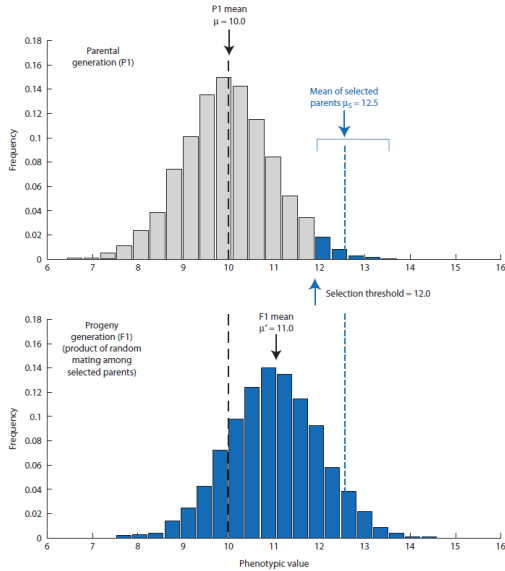 P1 mean
μ = 10.0
0.18
0.16
0.14
0.12
0.1
0.08
0.06
0.04
0.02
0
Frequency
Parental
generation (P1)
Mean of selected
parents μS = 12.5
6 7 8 9 10 11 12 13 14 15 16
Selection threshold = 12.0
F1 mean
μ′ = 11.0
0.18
0.16
0.14
0.12
0.1
0.08
0.06
0.04
0.02
0
Frequency
Progeny
generation (F1)
(product of random
mating among
selected parents)
6 7 8 9 10 11 12 13 14 15 16
Phenotypic value